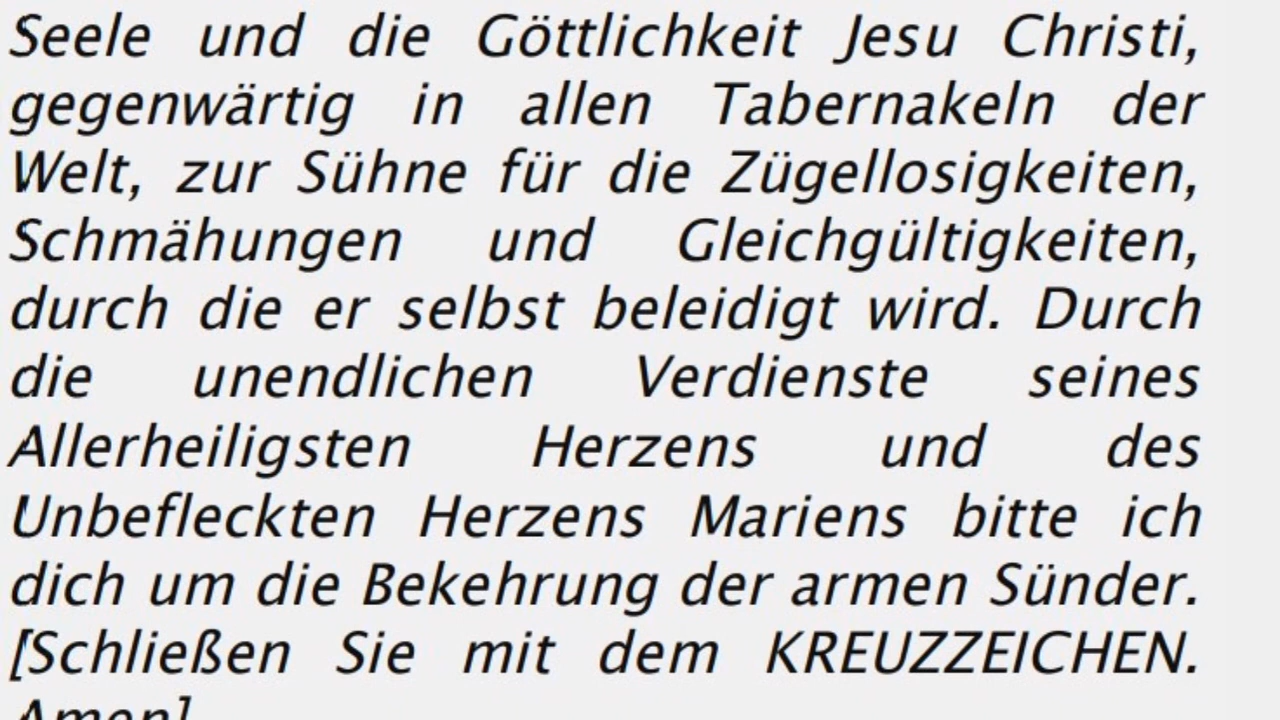 Seele und die Göttlichkeit Jesu Christi,
gegenwärtig in allen Tabernakeln der
Welt, zur Sühne für die Zügellosigkeiten,
Schmähungen und Gleichgültigkeiten,
durch die er selbst beleidigt wird. Durch
die unendlichen Verdienste seines
Allerheiligsten Herzens und des
Unbefleckten Herzens Mariens bitte ich
dich um die Bekehrung der armen Sünder.
[Schließen Sie mit dem KREUZZEICHEN.
Amen]